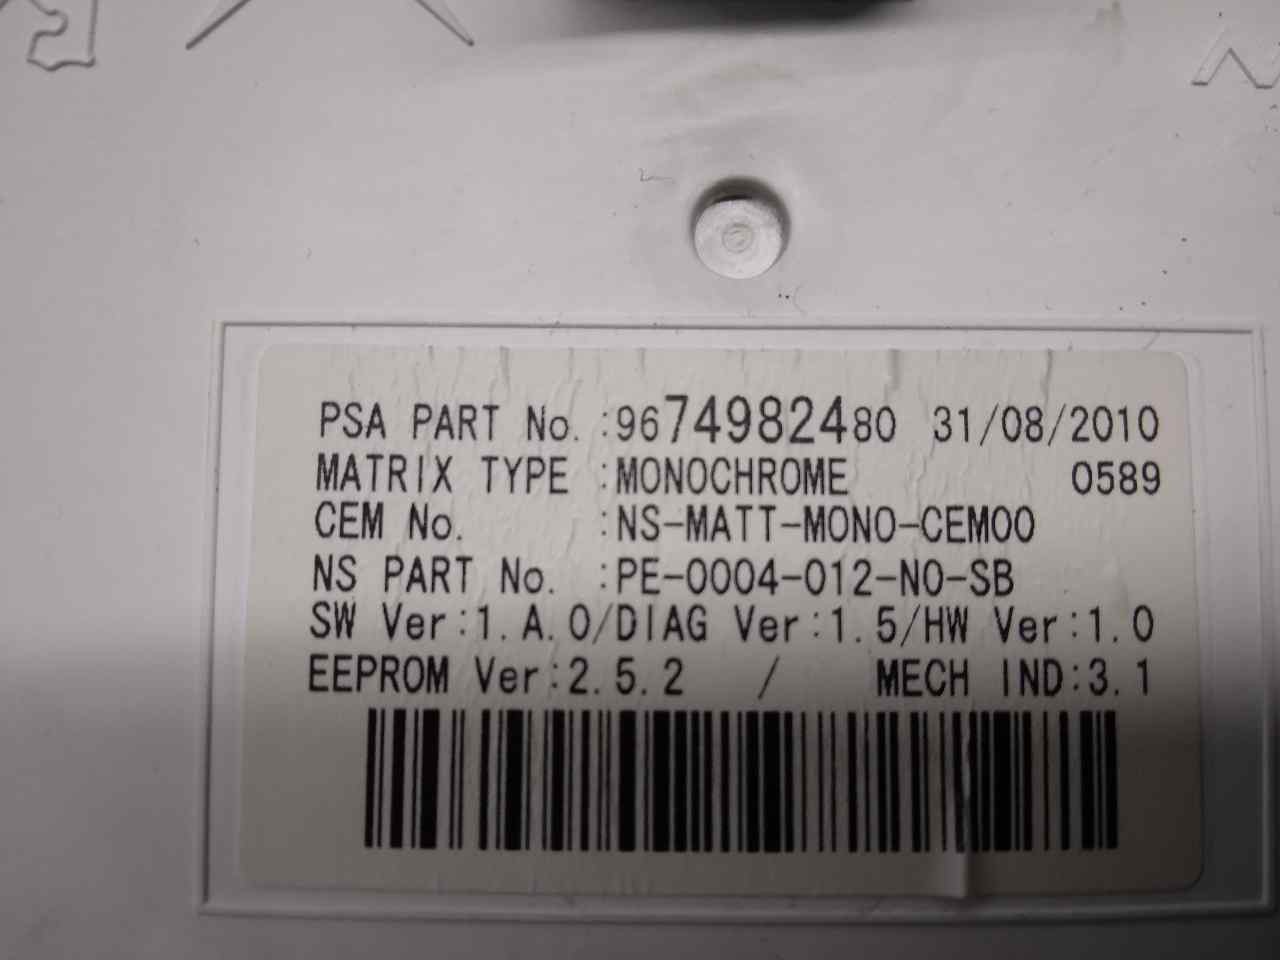 PSA PART No. :9674982480 31/08/2010
MATRIX TYPE :MONOCHROME 0589
CEM No. :NS-MATT-MONO-CEM00
NS PART No. :PE-0004-012-NO-SB
SW Ver:1.A.0/DIAG Ver:1.5/HW Ver:1.0
EEPROM Ver:2.5.2 / MECH IND:3.1